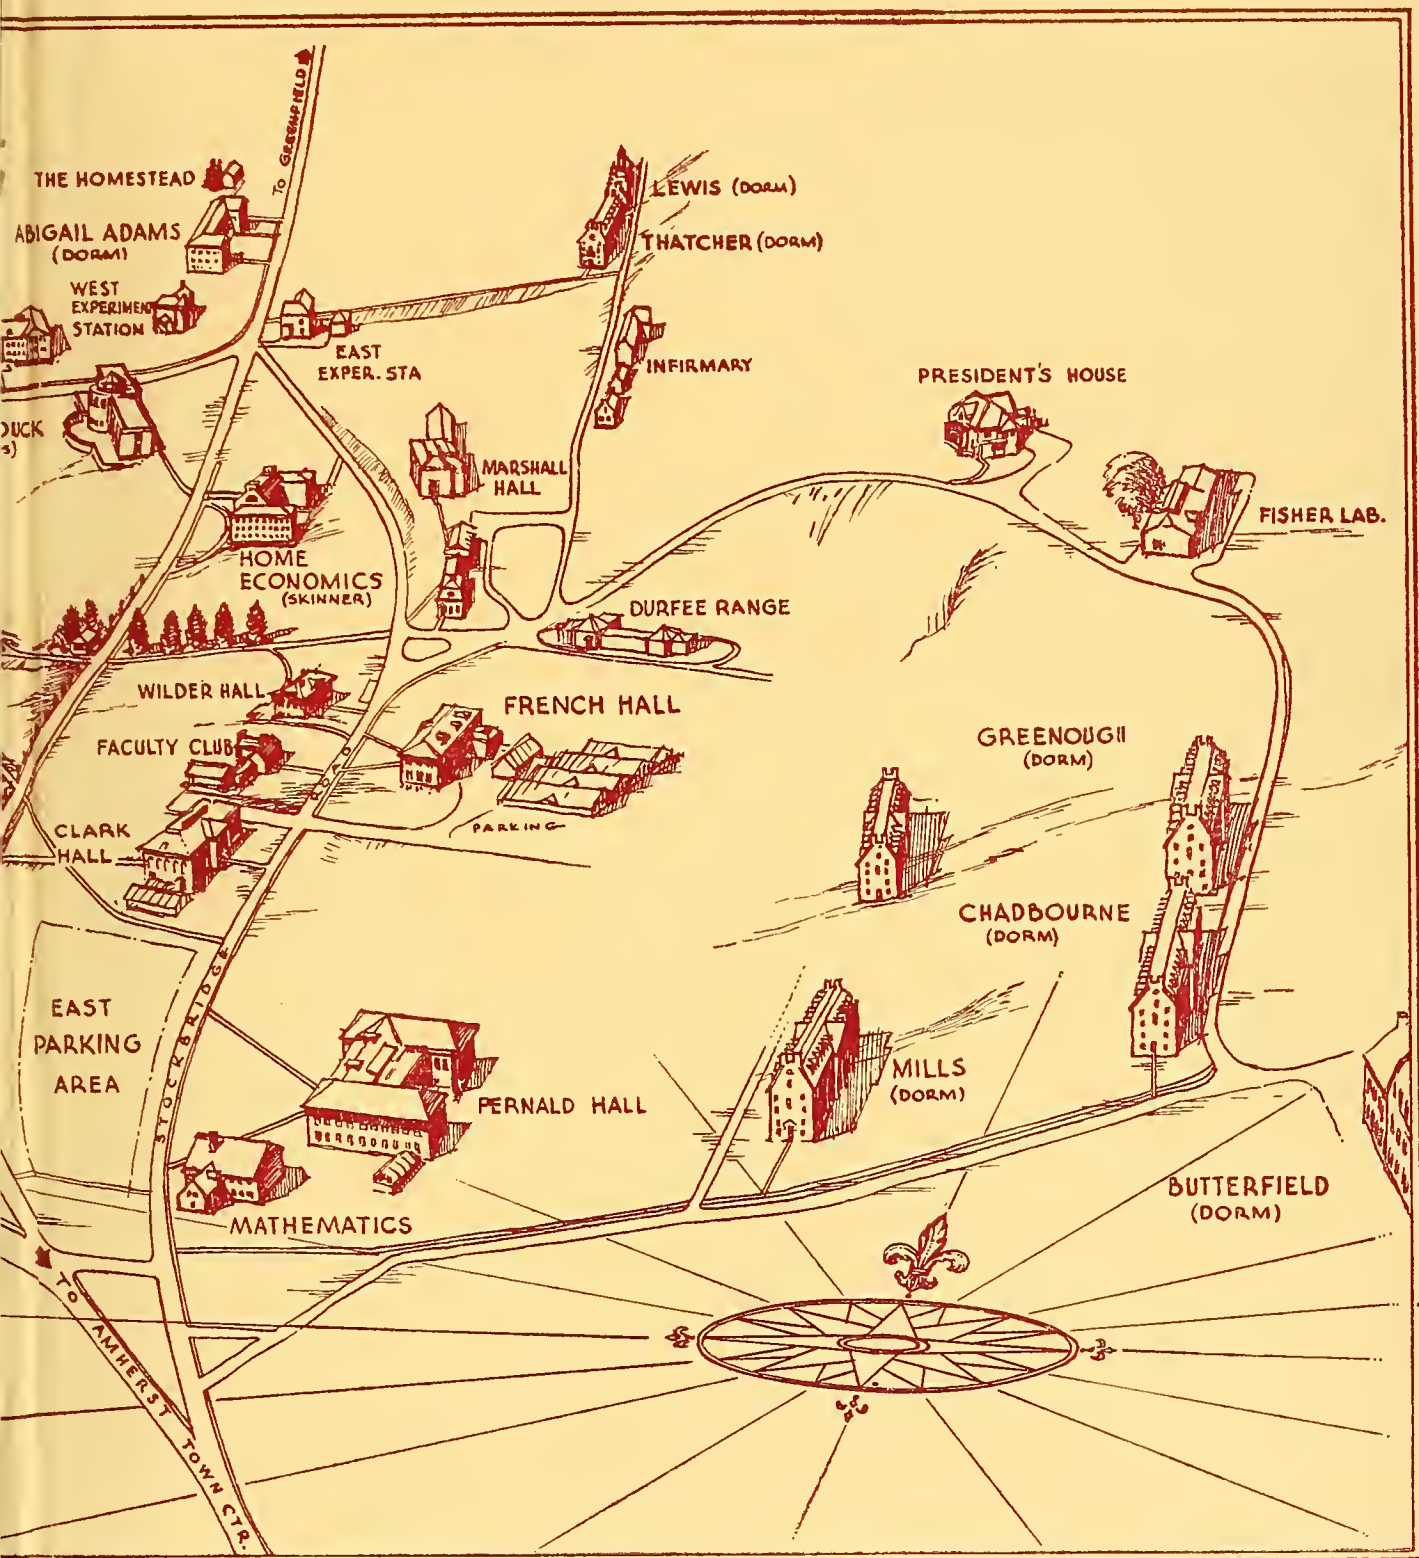 TO GREENFIELD
THE HOMESTEAD
ABIGAIL ADAMS
(DORM)
WEST
EXPERIMENT
STATION
EAST
EXPER. STA
LEWIS (DORM)
THATCHER (DORM)
INFIRMARY
PRESIDENT'S HOUSE
FISHER LAB.
MARSHALL
HALL
HOME
ECONOMICS
(SKINNER)
DURFEE RANGE
WILDER HALL
FRENCH HALL
FACULTY CLUB
PARKING
CLARK
HALL
GREENOUGH
(DORM)
CHADBOURNE
(DORM)
STOCKBRIDGE ROAD
EAST
PARKING
AREA
MILLS
(DORM)
PERNALD HALL
MATHEMATICS
BUTTERFIELD
(DORM)
TO AMHERST TOWN CTR.